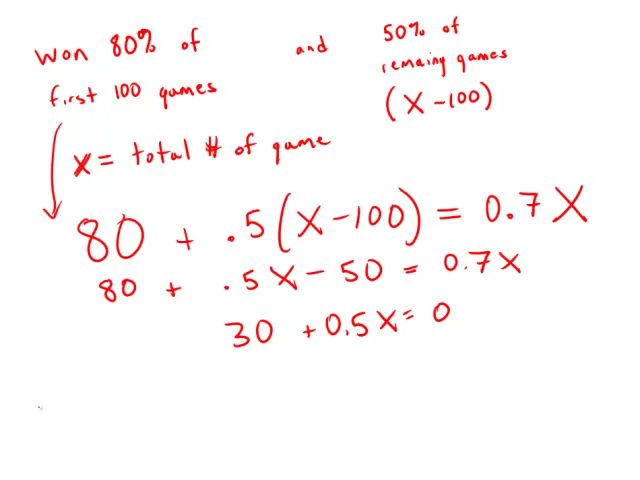 Won 80% of and 50% of
first 100 games remaing games
(X - 100)
X = total # of game
80 + .5(X - 100) = 0.7X
80 + .5X - 50 = 0.7X
30 + 0.5X = 0